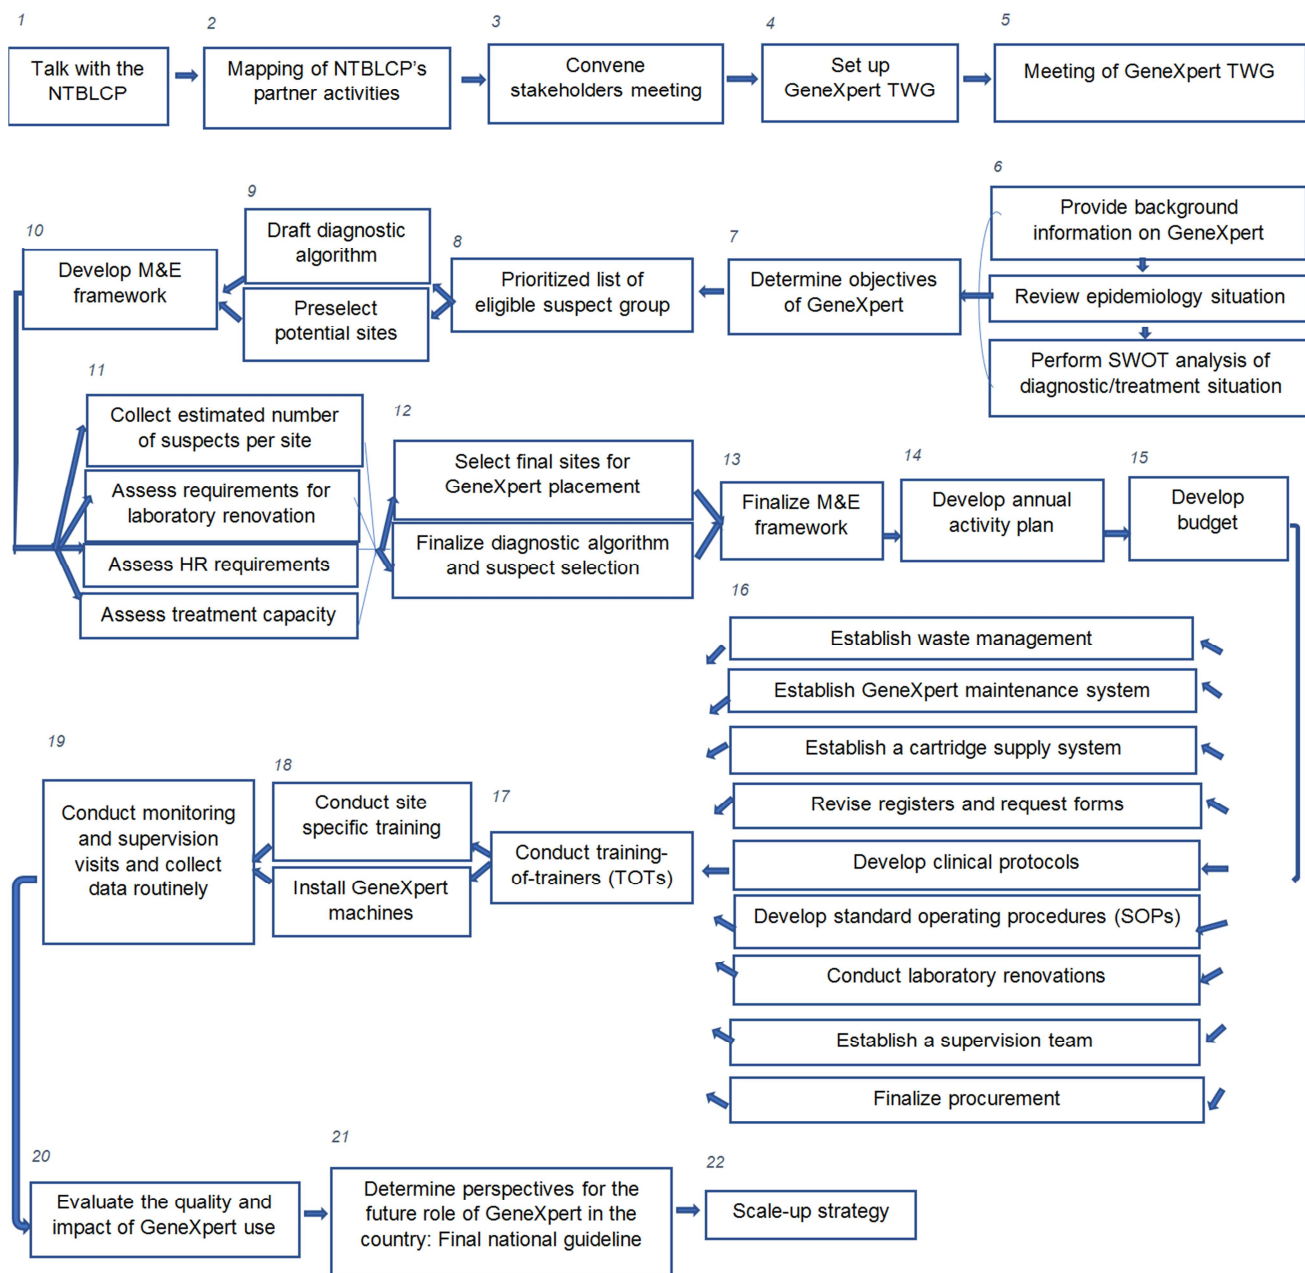 1
Talk with the
NTBLCP
2
Mapping of NTBLCP's
partner activities
3
Convene
stakeholders meeting
4
Set up
GeneXpert TWG
5
Meeting of GeneXpert TWG
6
Provide background
information on GeneXpert
Review epidemiology situation
Perform SWOT analysis of
diagnostic/treatment situation
7
Determine objectives
of GeneXpert
8
Prioritized list of
eligible suspect group
9
Draft diagnostic
algorithm
Preselect
potential sites
10
Develop M&E
framework
11
Collect estimated number
of suspects per site
Assess requirements for
laboratory renovation
Assess HR requirements
Assess treatment capacity
12
Select final sites for
GeneXpert placement
Finalize diagnostic algorithm
and suspect selection
13
Finalize M&E
framework
14
Develop annual
activity plan
15
Develop
budget
16
Establish waste management
Establish GeneXpert maintenance system
Establish a cartridge supply system
Revise registers and request forms
Develop clinical protocols
Develop standard operating procedures (SOPs)
Conduct laboratory renovations
Establish a supervision team
Finalize procurement
17
Conduct training-
of-trainers (TOTs)
18
Conduct site
specific training
Install GeneXpert
machines
19
Conduct monitoring
and supervision
visits and collect
data routinely
20
Evaluate the quality and
impact of GeneXpert use
21
Determine perspectives for the
future role of GeneXpert in the
country: Final national guideline
22
Scale-up strategy